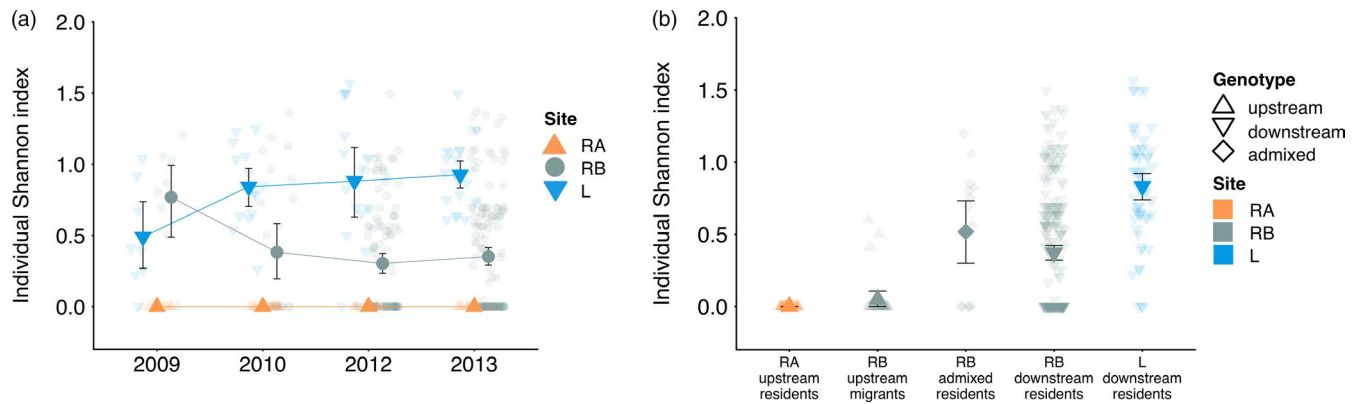 (a)
Individual Shannon index
2.0
1.5
1.0
0.5
0.0
2009 2010 2012 2013
Site
RA
RB
L
(b)
Individual Shannon index
2.0
1.5
1.0
0.5
0.0
RA RB RB RB L
upstream upstream admixed downstream downstream
residents migrants residents residents residents
Genotype
upstream
downstream
admixed
Site
RA
RB
L